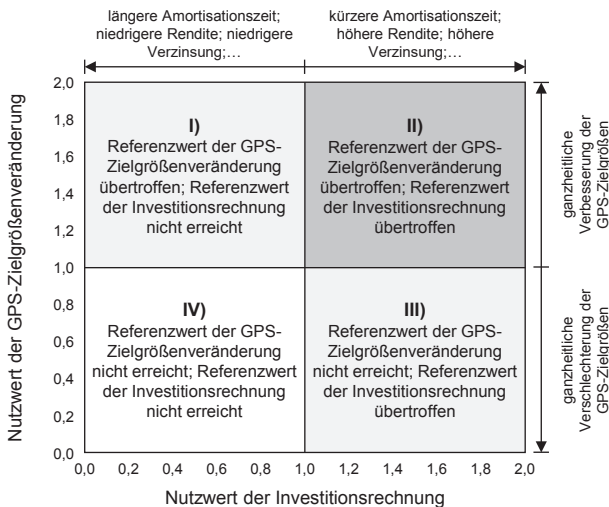 längere Amortisationszeit;
niedrigere Rendite; niedrigere
Verzinsung;…
kürzere Amortisationszeit;
höhere Rendite; höhere
Verzinsung;…
Nutzwert der GPS-Zielgrößenveränderung
2,0
1,8
1,6
1,4
1,2
1,0
0,8
0,6
0,4
0,2
0,0
I)
Referenzwert der GPS-
Zielgrößenveränderung
übertroffen; Referenzwert
der Investitionsrechnung
nicht erreicht
II)
Referenzwert der GPS-
Zielgrößenveränderung
übertroffen; Referenzwert
der Investitionsrechnung
übertroffen
IV)
Referenzwert der GPS-
Zielgrößenveränderung
nicht erreicht; Referenzwert
der Investitionsrechnung
nicht erreicht
III)
Referenzwert der GPS-
Zielgrößenveränderung
nicht erreicht; Referenzwert
der Investitionsrechnung
übertroffen
ganzheitliche
Verbesserung der
GPS-Zielgrößen
ganzheitliche
Verschlechterung der
GPS-Zielgrößen
0,0 0,2 0,4 0,6 0,8 1,0 1,2 1,4 1,6 1,8 2,0
Nutzwert der Investitionsrechnung